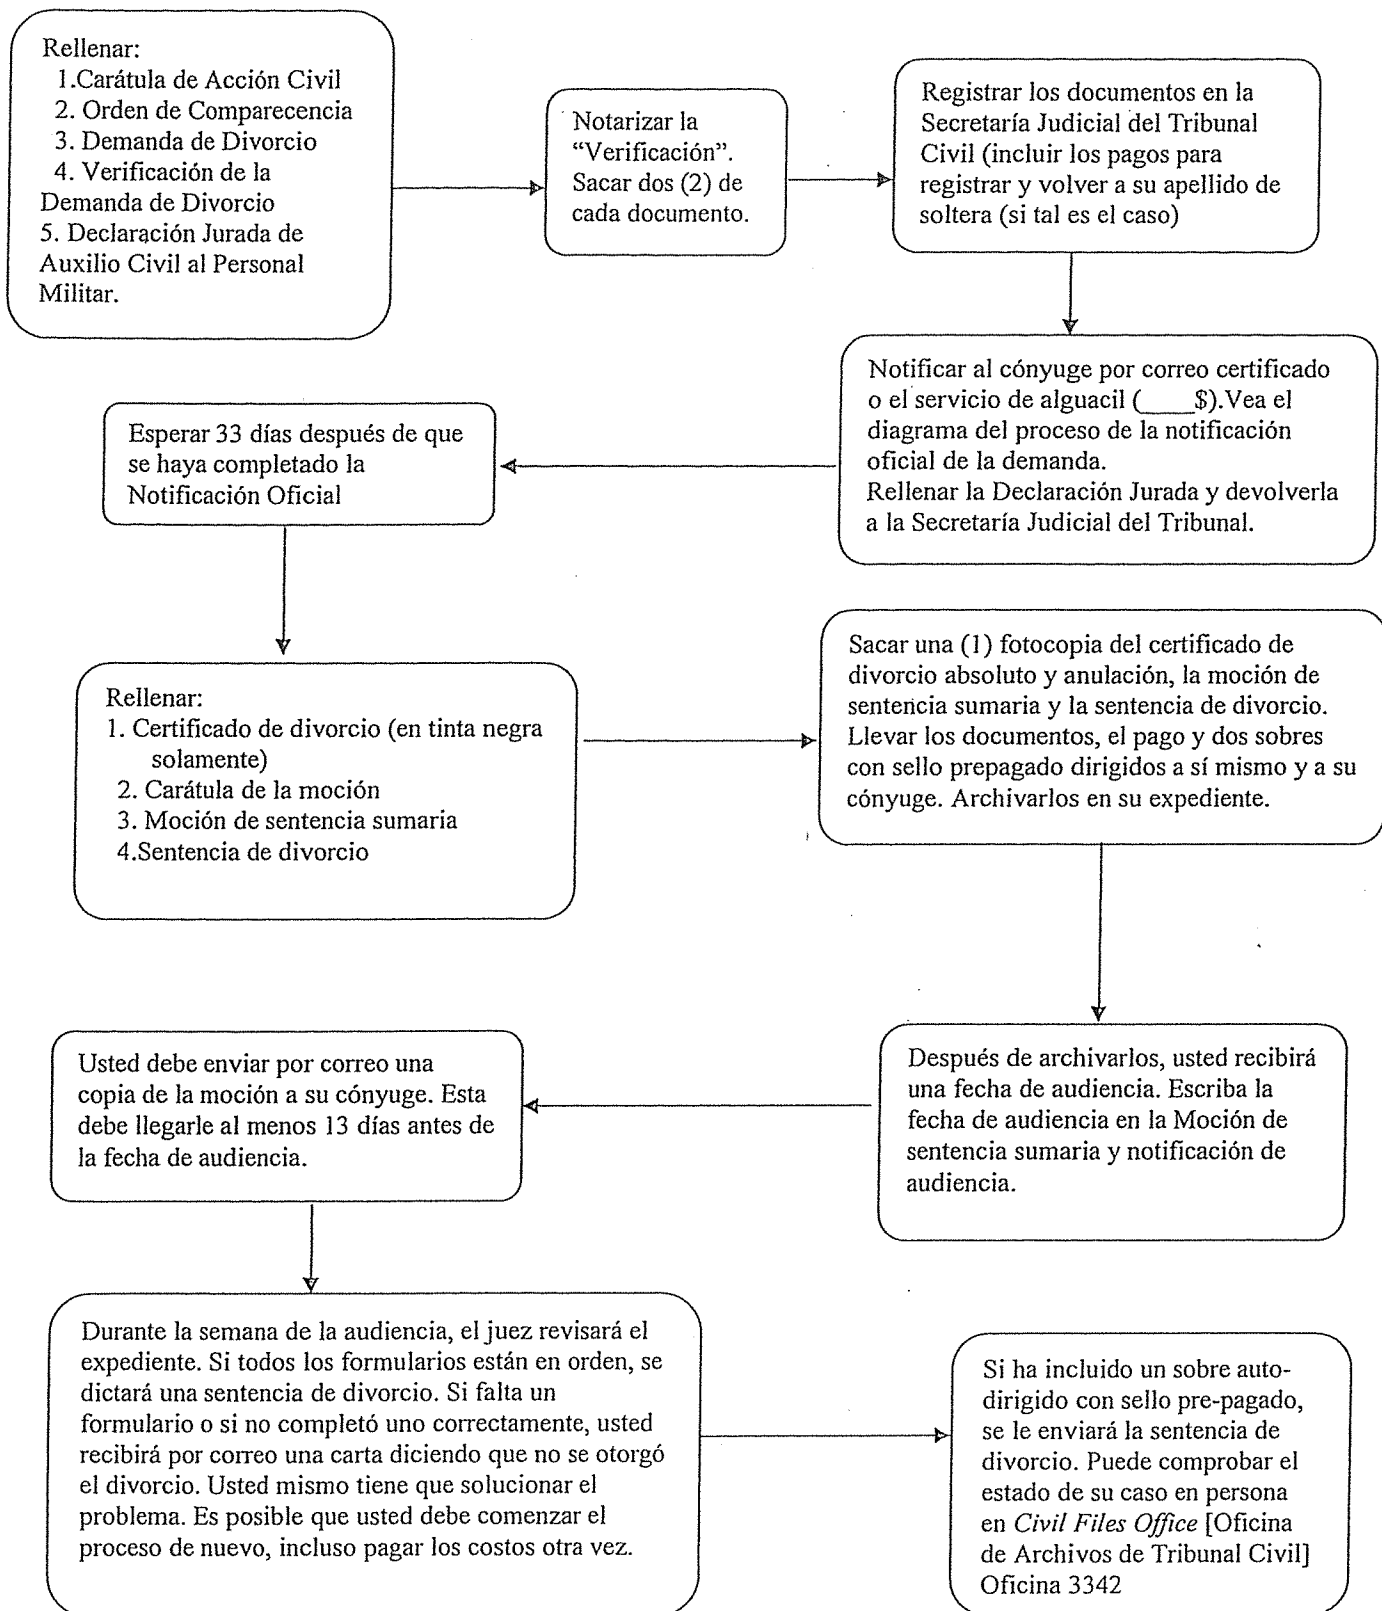 Rellenar:
1.Carátula de Acción Civil
2. Orden de Comparecencia
3. Demanda de Divorcio
4. Verificación de la
Demanda de Divorcio
5. Declaración Jurada de
Auxilio Civil al Personal
Militar.
Notarizar la
“Verificación”.
Sacar dos (2) de
cada documento.
Registrar los documentos en la
Secretaría Judicial del Tribunal
Civil (incluir los pagos para
registrar y volver a su apellido de
soltera (si tal es el caso)
Notificar al cónyuge por correo certificado
o el servicio de alguacil (____$).Vea el
diagrama del proceso de la notificación
oficial de la demanda.
Rellenar la Declaración Jurada y devolverla
a la Secretaría Judicial del Tribunal.
Esperar 33 días después de que
se haya completado la
Notificación Oficial
Rellenar:
1. Certificado de divorcio (en tinta negra
solamente)
2. Carátula de la moción
3. Moción de sentencia sumaria
4.Sentencia de divorcio
Sacar una (1) fotocopia del certificado de
divorcio absoluto y anulación, la moción de
sentencia sumaria y la sentencia de divorcio.
Llevar los documentos, el pago y dos sobres
con sello prepagado dirigidos a sí mismo y a su
cónyuge. Archivarlos en su expediente.
Después de archivarlos, usted recibirá
una fecha de audiencia. Escriba la
fecha de audiencia en la Moción de
sentencia sumaria y notificación de
audiencia.
Usted debe enviar por correo una
copia de la moción a su cónyuge. Esta
debe llegarle al menos 13 días antes de
la fecha de audiencia.
Durante la semana de la audiencia, el juez revisará el
expediente. Si todos los formularios están en orden, se
dictará una sentencia de divorcio. Si falta un
formulario o si no completó uno correctamente, usted
recibirá por correo una carta diciendo que no se otorgó
el divorcio. Usted mismo tiene que solucionar el
problema. Es posible que usted debe comenzar el
proceso de nuevo, incluso pagar los costos otra vez.
Si ha incluido un sobre auto-
dirigido con sello pre-pagado,
se le enviará la sentencia de
divorcio. Puede comprobar el
estado de su caso en persona
en Civil Files Office [Oficina
de Archivos de Tribunal Civil]
Oficina 3342